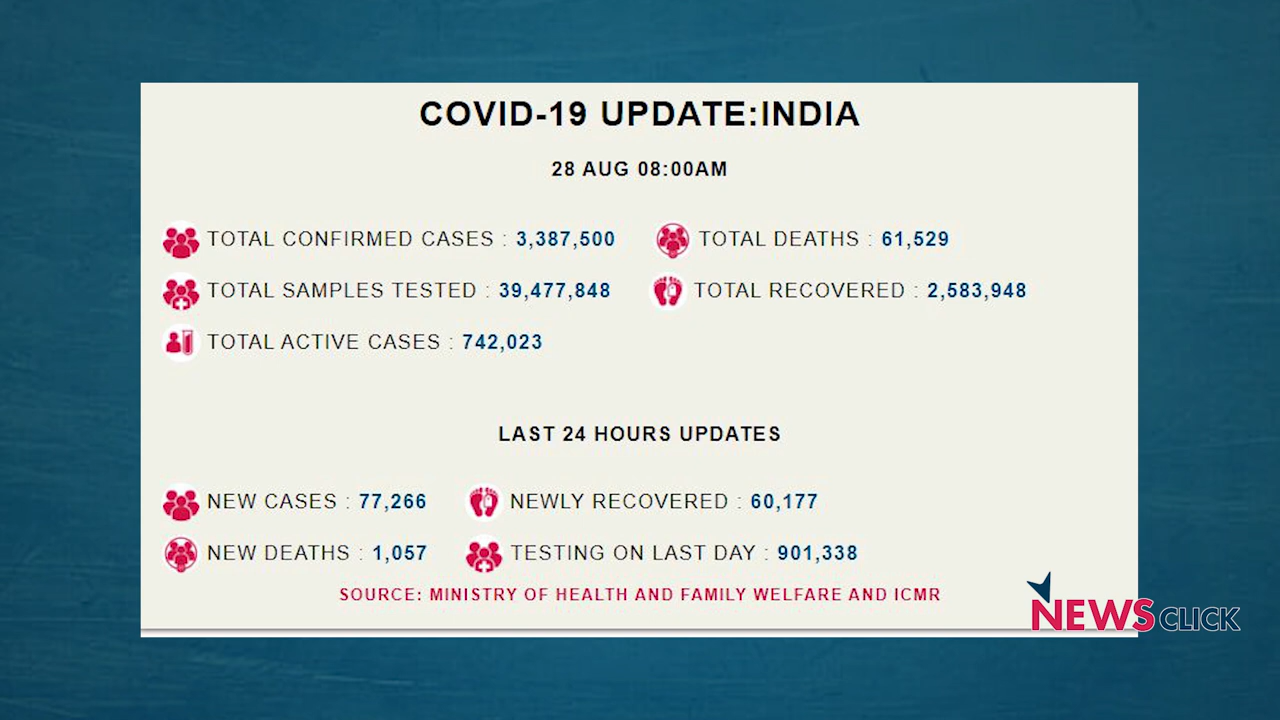 COVID-19 UPDATE:INDIA
28 AUG 08:00AM
TOTAL CONFIRMED CASES : 3,387,500 TOTAL DEATHS : 61,529
TOTAL SAMPLES TESTED : 39,477,848 TOTAL RECOVERED : 2,583,948
TOTAL ACTIVE CASES : 742,023
LAST 24 HOURS UPDATES
NEW CASES : 77,266 NEWLY RECOVERED : 60,177
NEW DEATHS : 1,057 TESTING ON LAST DAY : 901,338
SOURCE: MINISTRY OF HEALTH AND FAMILY WELFARE AND ICMR
NEWSCLICK